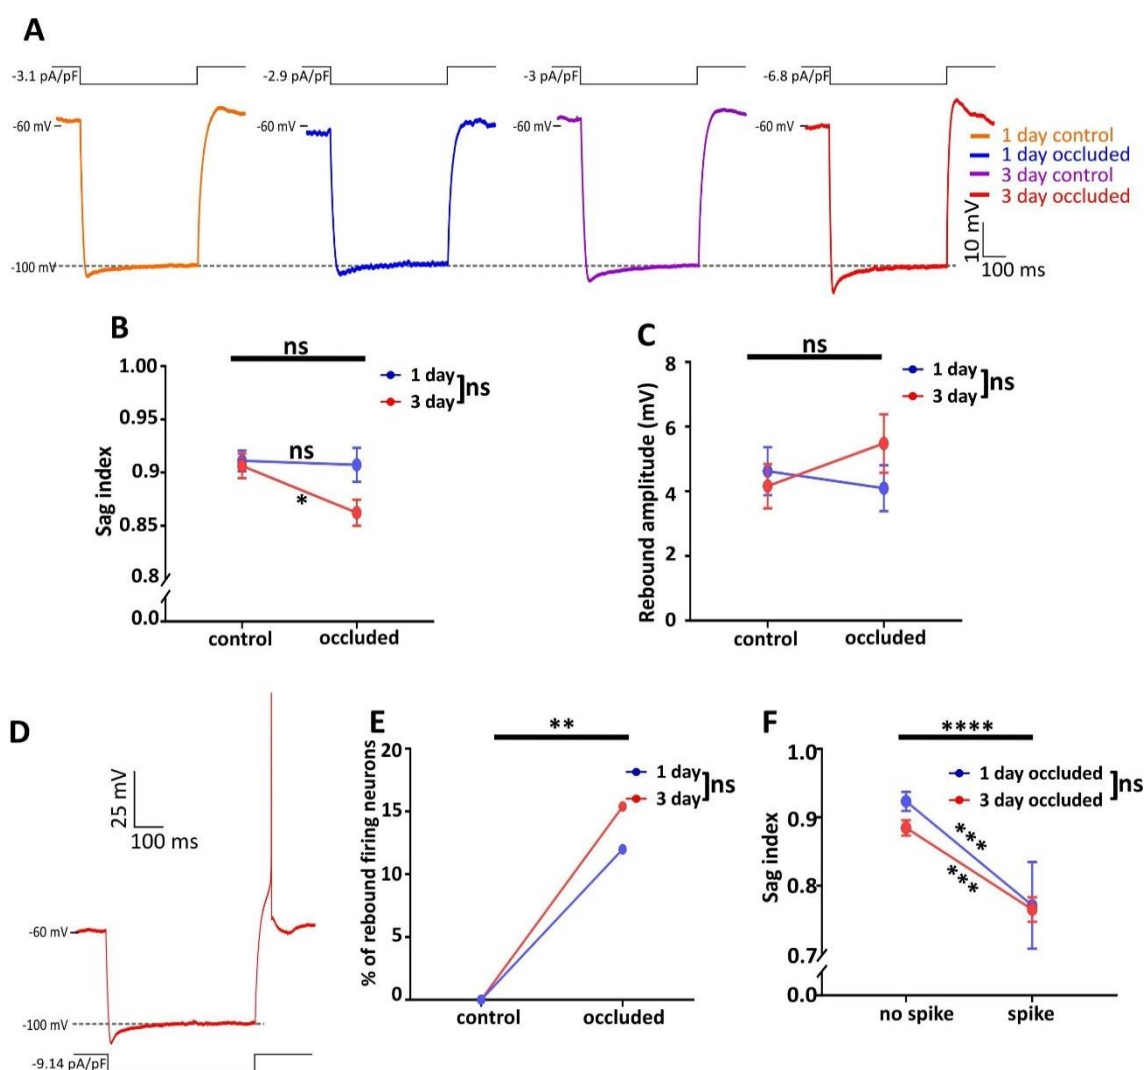 A
-3.1 pA/pF
-2.9 pA/pF
-3 pA/pF
-6.8 pA/pF
-60 mV
-60 mV
-60 mV
-60 mV
1 day control
1 day occluded
3 day control
3 day occluded
-100 mV
10 mV
100 ms
B
ns
1.00
0.95
0.9
0.85
0.8
0.0
Sag index
1 day
3 day
ns
ns
*
control
occluded
C
ns
8
6
4
2
0
Rebound amplitude (mV)
1 day
3 day
ns
control
occluded
D
25 mV
100 ms
-60 mV
-100 mV
-9.14 pA/pF
E
**
20
15
10
5
0
% of rebound firing neurons
1 day
3 day
ns
control
occluded
F
****
1.0
0.9
0.8
0.7
0.0
Sag index
1 day occluded
3 day occluded
ns
***
***
no spike
spike